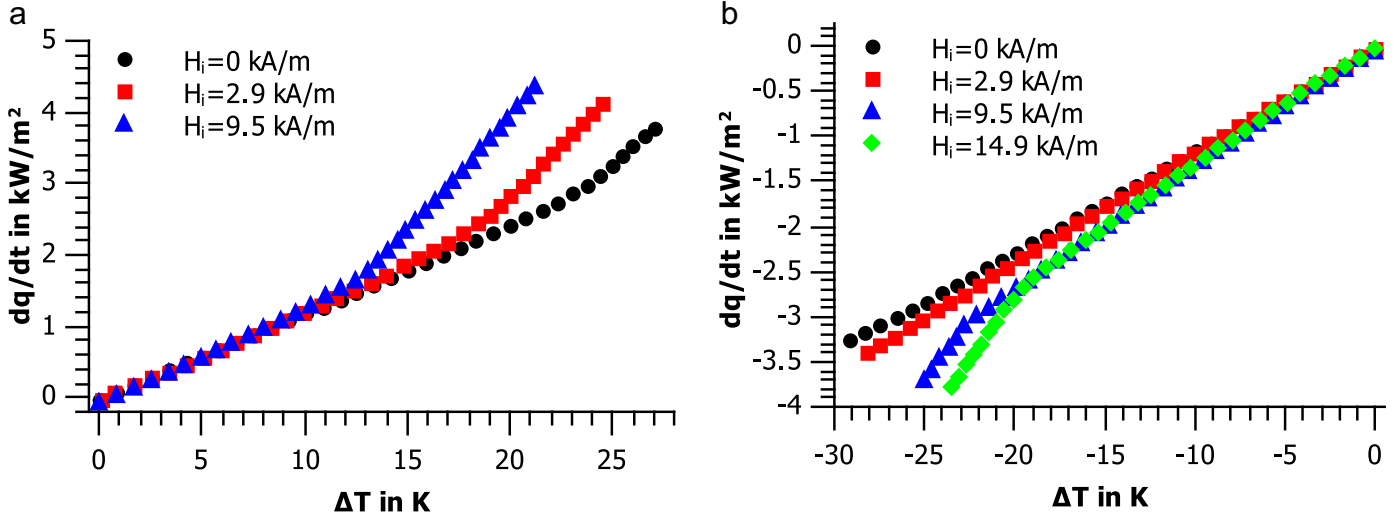 a
5
4
3
2
1
0
dq/dt in kW/m²
Hᵢ=0 kA/m
Hᵢ=2.9 kA/m
Hᵢ=9.5 kA/m
0 5 10 15 20 25
ΔT in K
b
0
-0.5
-1
-1.5
-2
-2.5
-3
-3.5
-4
dq/dt in kW/m²
Hᵢ=0 kA/m
Hᵢ=2.9 kA/m
Hᵢ=9.5 kA/m
Hᵢ=14.9 kA/m
-30 -25 -20 -15 -10 -5 0
ΔT in K